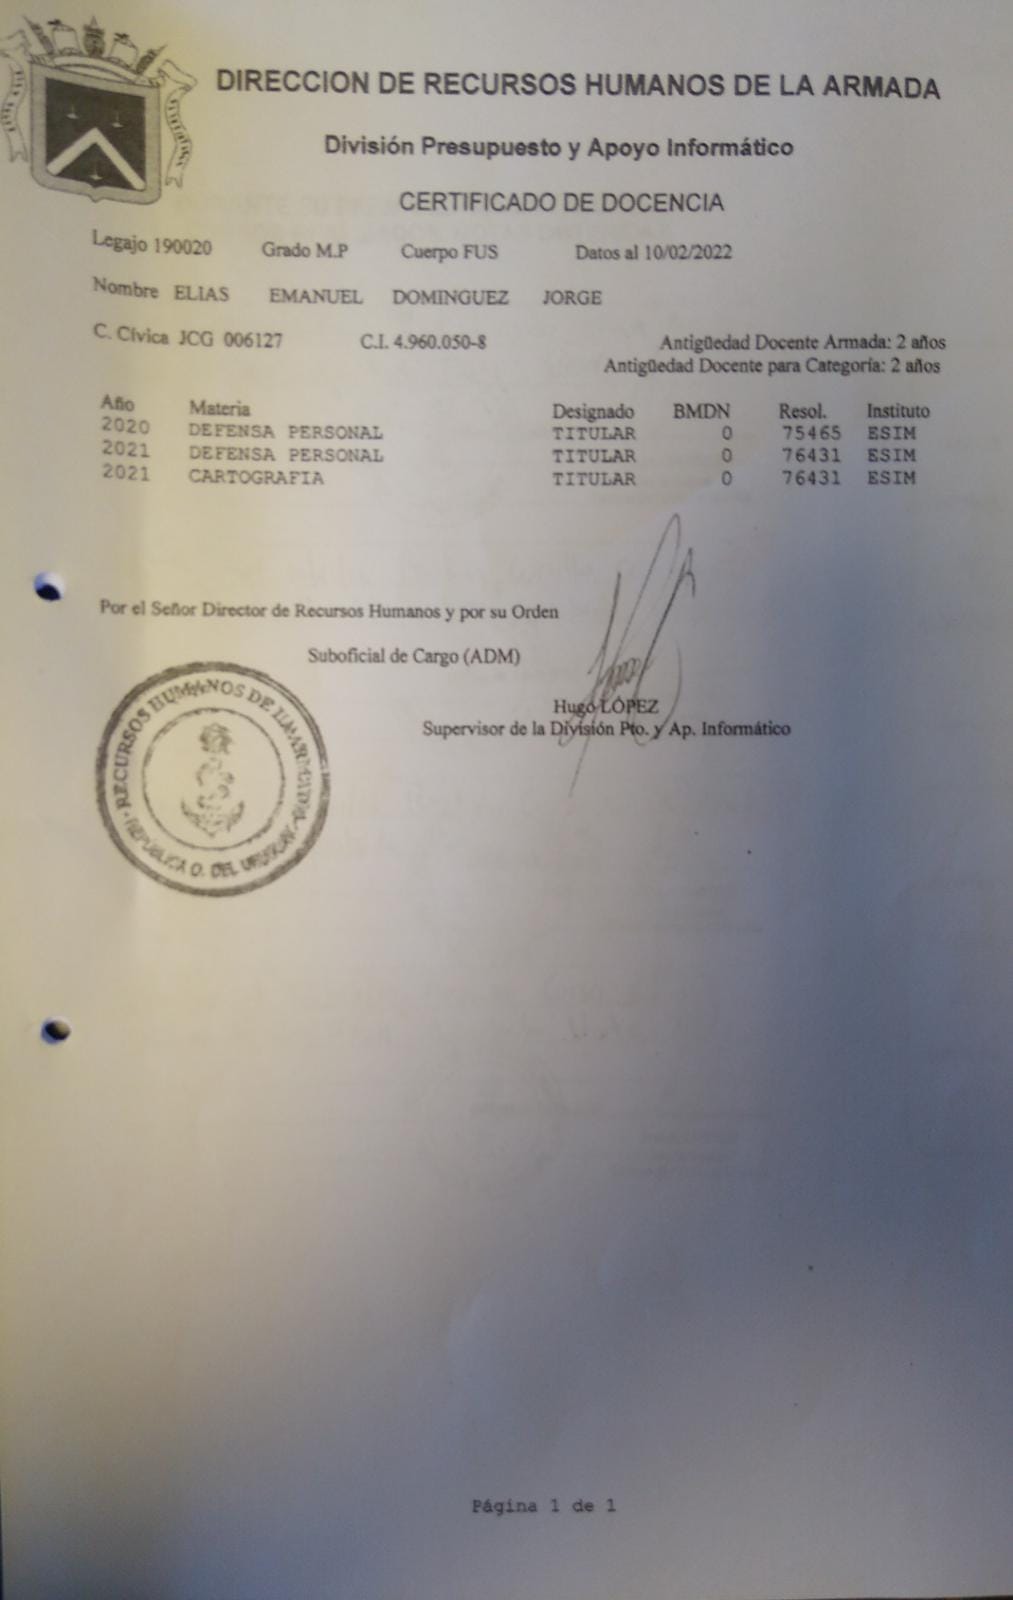 DIRECCION DE RECURSOS HUMANOS DE LA ARMADA
División Presupuesto y Apoyo Informático
CERTIFICADO DE DOCENCIA
Legajo 190020 Grado M.P Cuerpo FUS Datos al 10/02/2022
Nombre ELIAS EMANUEL DOMINGUEZ JORGE
C. Cívica JCG 006127 C.I. 4.960.050-8 Antigüedad Docente Armada: 2 años
Antigüedad Docente para Categoría: 2 años
Año Materia Designado BMDN Resol. Instituto
2020 DEFENSA PERSONAL TITULAR 0 75465 ESIM
2021 DEFENSA PERSONAL TITULAR 0 76431 ESIM
2021 CARTOGRAFIA TITULAR 0 76431 ESIM
Por el Señor Director de Recursos Humanos y por su Orden
Suboficial de Cargo (ADM)
Hugo LÓPEZ
Supervisor de la División Pto. y Ap. Informático
RECURSOS HUMANOS DE LA ARMADA
REPÚBLICA O. DEL URUGUAY
Página 1 de 1